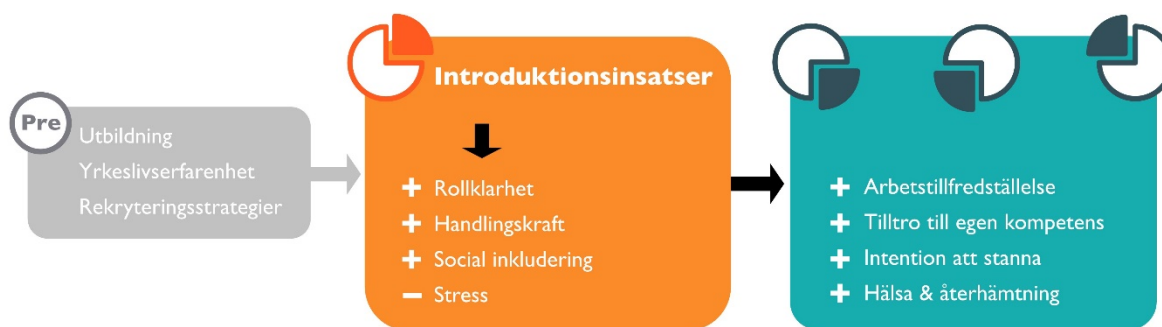 Pre
Utbildning
Yrkeslivserfarenhet
Rekryteringsstrategier
Introduktionsinsatser
+ Rollklarhet
+ Handlingskraft
+ Social inkludering
− Stress
+ Arbetstillfredställelse
+ Tilltro till egen kompetens
+ Intention att stanna
+ Hälsa & återhämtning